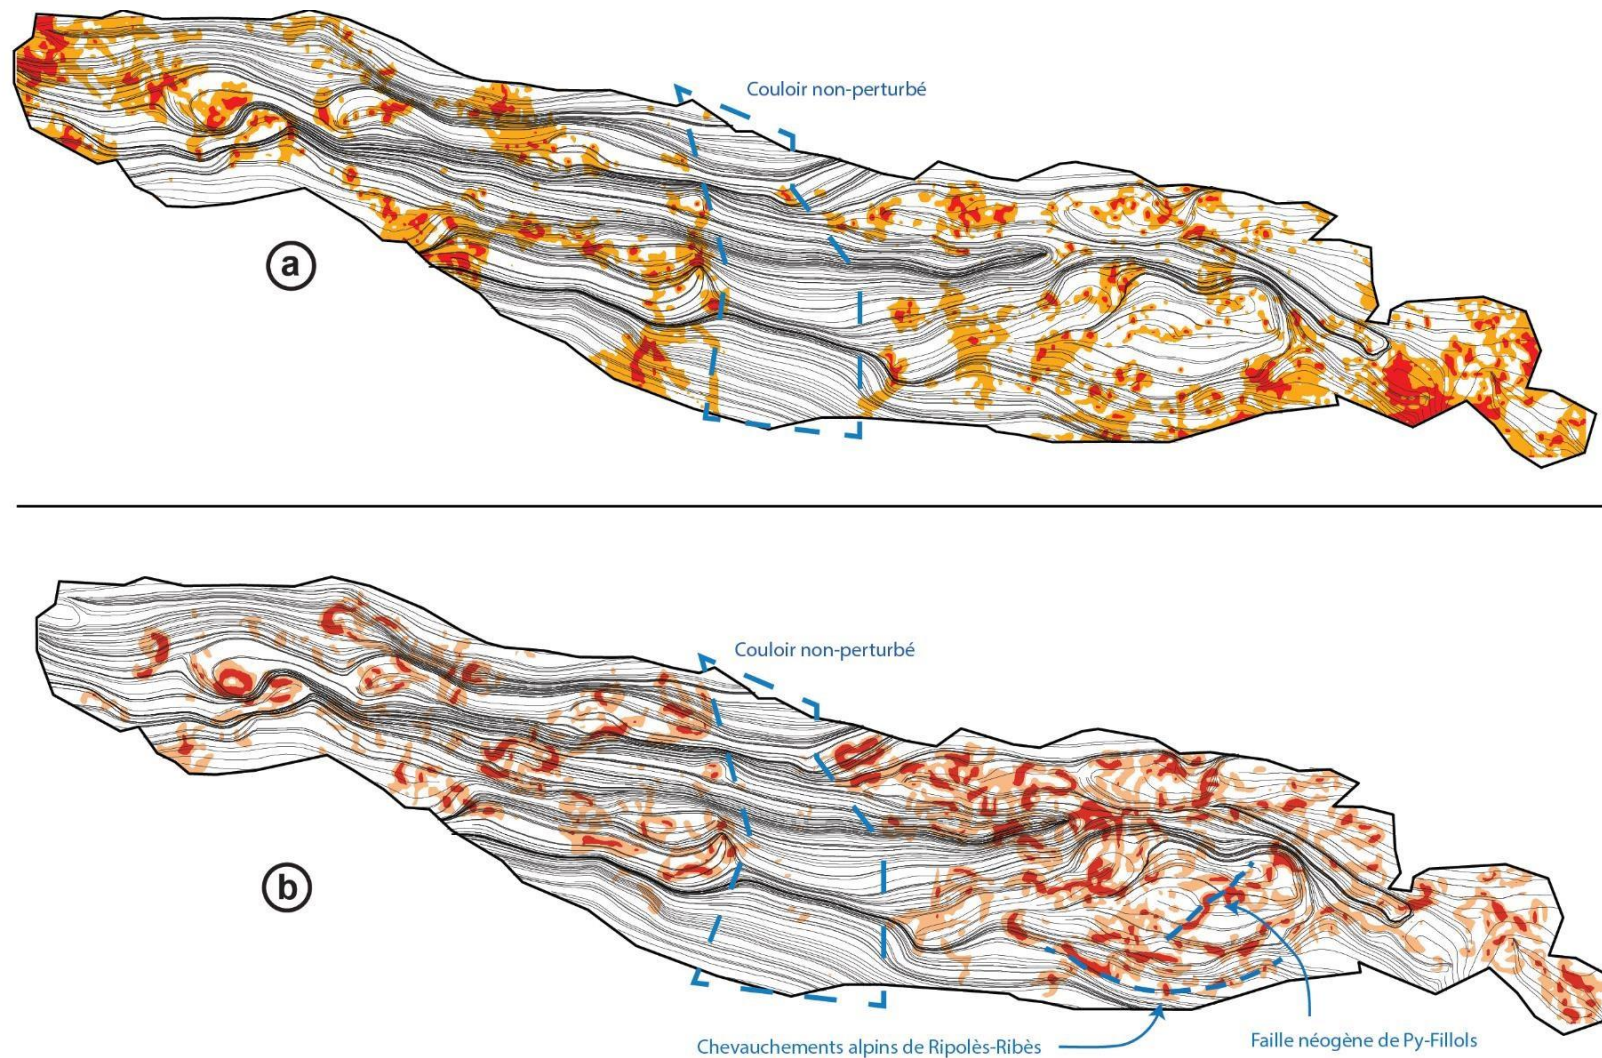 Couloir non-perturbé
a
Couloir non-perturbé
b
Chevauchements alpins de Ripolès-Ribès
Faille néogène de Py-Fillols